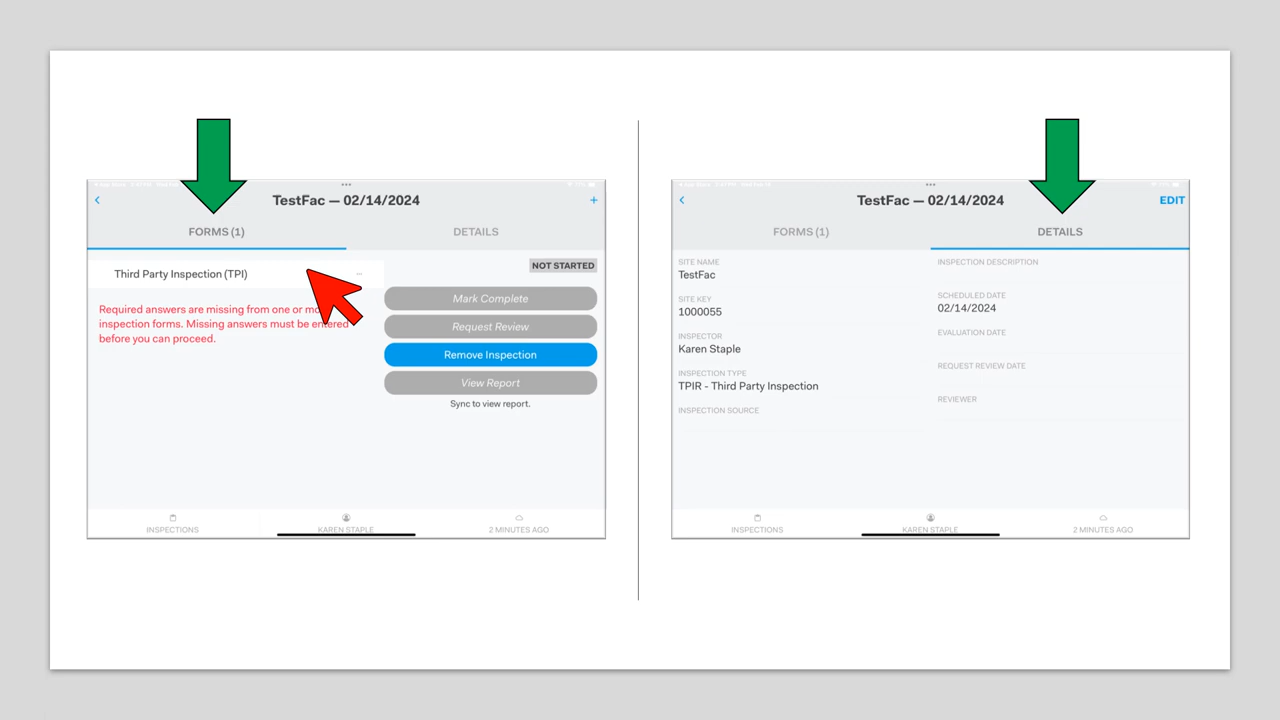 TestFac — 02/14/2024
+
FORMS (1)
DETAILS
Third Party Inspection (TPI)
NOT STARTED
Required answers are missing from one or
inspection forms. Missing answers must be entered
before you can proceed.
Mark Complete
Request Review
Remove Inspection
View Report
Sync to view report.
INSPECTIONS
KAREN STAPLE
2 MINUTES AGO
TestFac — 02/14/2024
EDIT
FORMS (1)
DETAILS
SITE NAME
TestFac
SITE KEY
1000055
INSPECTOR
Karen Staple
INSPECTION TYPE
TPIR - Third Party Inspection
INSPECTION SOURCE
INSPECTION DESCRIPTION
SCHEDULED DATE
02/14/2024
EVALUATION DATE
REQUEST REVIEW DATE
REVIEWER
INSPECTIONS
KAREN STAPLE
2 MINUTES AGO